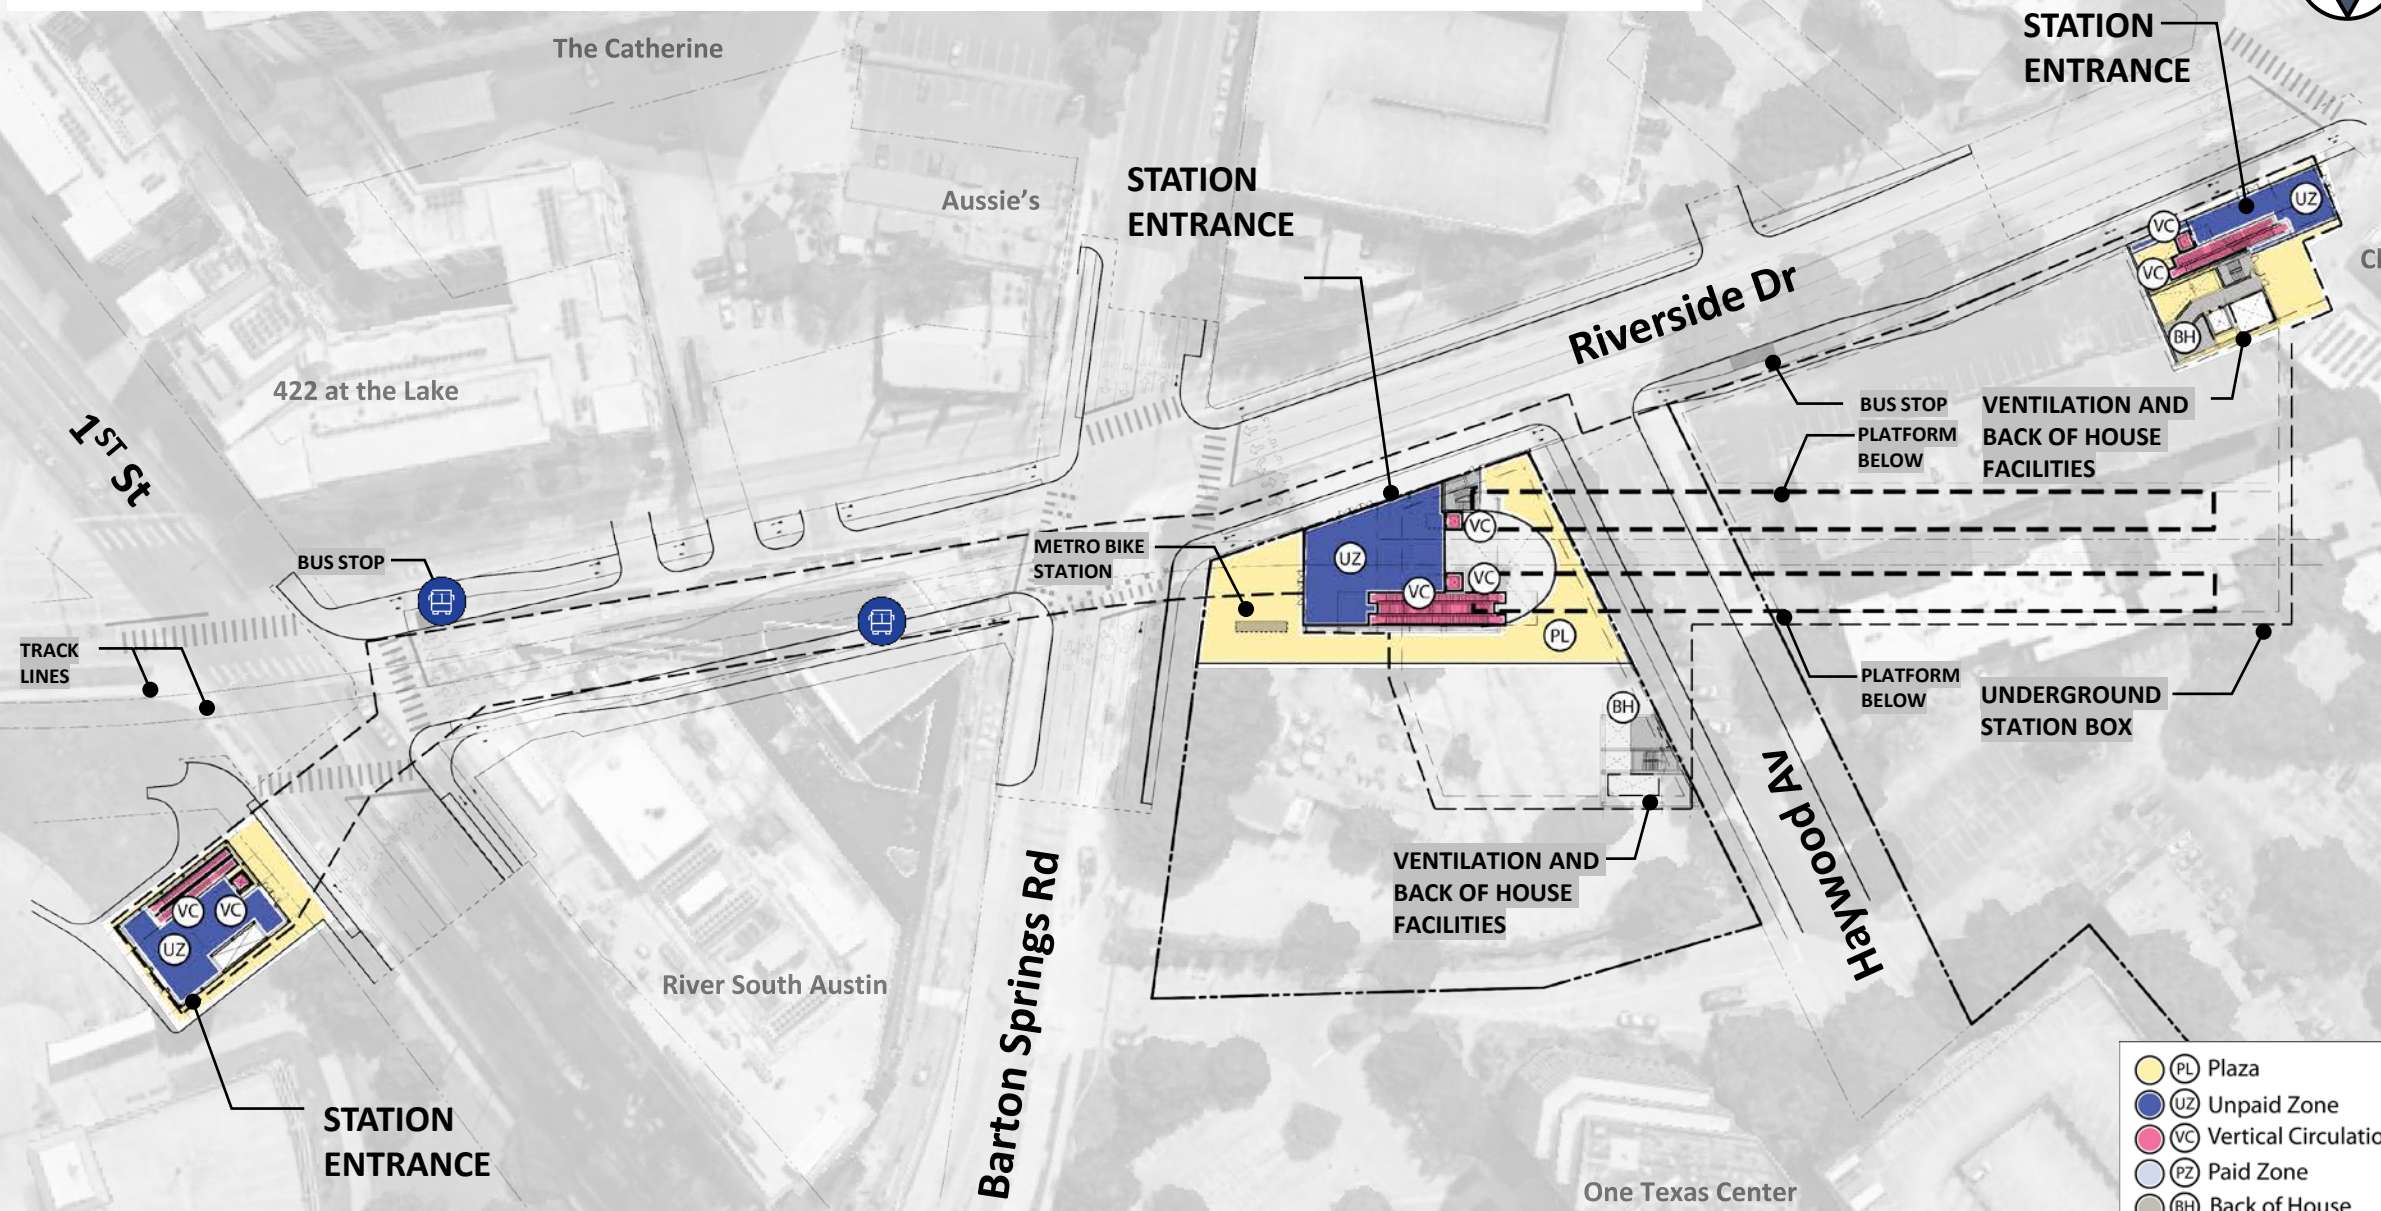 The Catherine
STATION
ENTRANCE
Aussie's
STATION
ENTRANCE
UZ
VC
VC
BH
Riverside Dr
422 at the Lake
1ST St
BUS STOP
PLATFORM
BELOW
VENTILATION AND
BACK OF HOUSE
FACILITIES
BUS STOP
METRO BIKE
STATION
UZ
VC
VC
VC
PL
TRACK
LINES
PLATFORM
BELOW
UNDERGROUND
STATION BOX
BH
VENTILATION AND
BACK OF HOUSE
FACILITIES
Haywood Av
Barton Springs Rd
VC
VC
UZ
River South Austin
STATION
ENTRANCE
One Texas Center
PL Plaza
UZ Unpaid Zone
VC Vertical Circulatio
PZ Paid Zone
BH Back of House